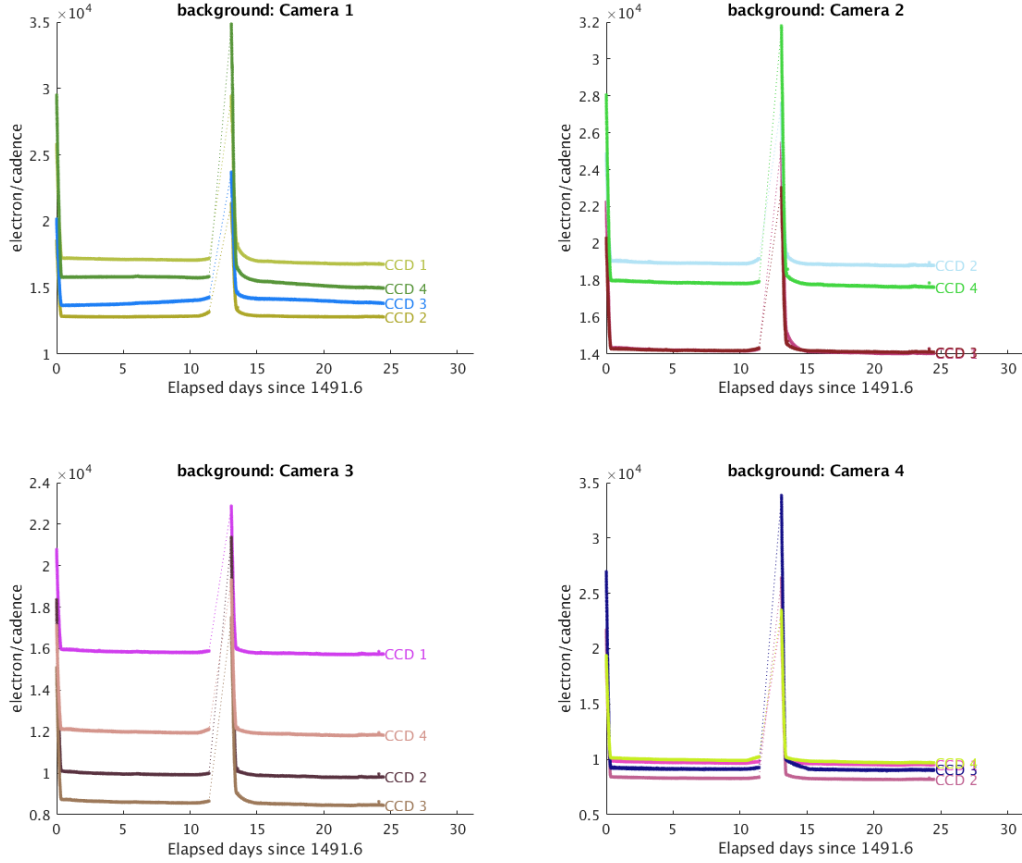 background: Camera 1
×10⁴
3.5
3
2.5
2
1.5
1
electron/cadence
CCD 1
CCD 4
CCD 3
CCD 2
0 5 10 15 20 25 30
Elapsed days since 1491.6
background: Camera 2
×10⁴
3.2
3
2.8
2.6
2.4
2.2
2
1.8
1.6
1.4
electron/cadence
CCD 2
CCD 4
0 5 10 15 20 25 30
Elapsed days since 1491.6
background: Camera 3
×10⁴
2.4
2.2
2
1.8
1.6
1.4
1.2
1
0.8
electron/cadence
CCD 1
CCD 4
CCD 2
CCD 3
0 5 10 15 20 25 30
Elapsed days since 1491.6
background: Camera 4
×10⁴
3.5
3
2.5
2
1.5
1
0.5
electron/cadence
CCD 3
CCD 2
0 5 10 15 20 25 30
Elapsed days since 1491.6